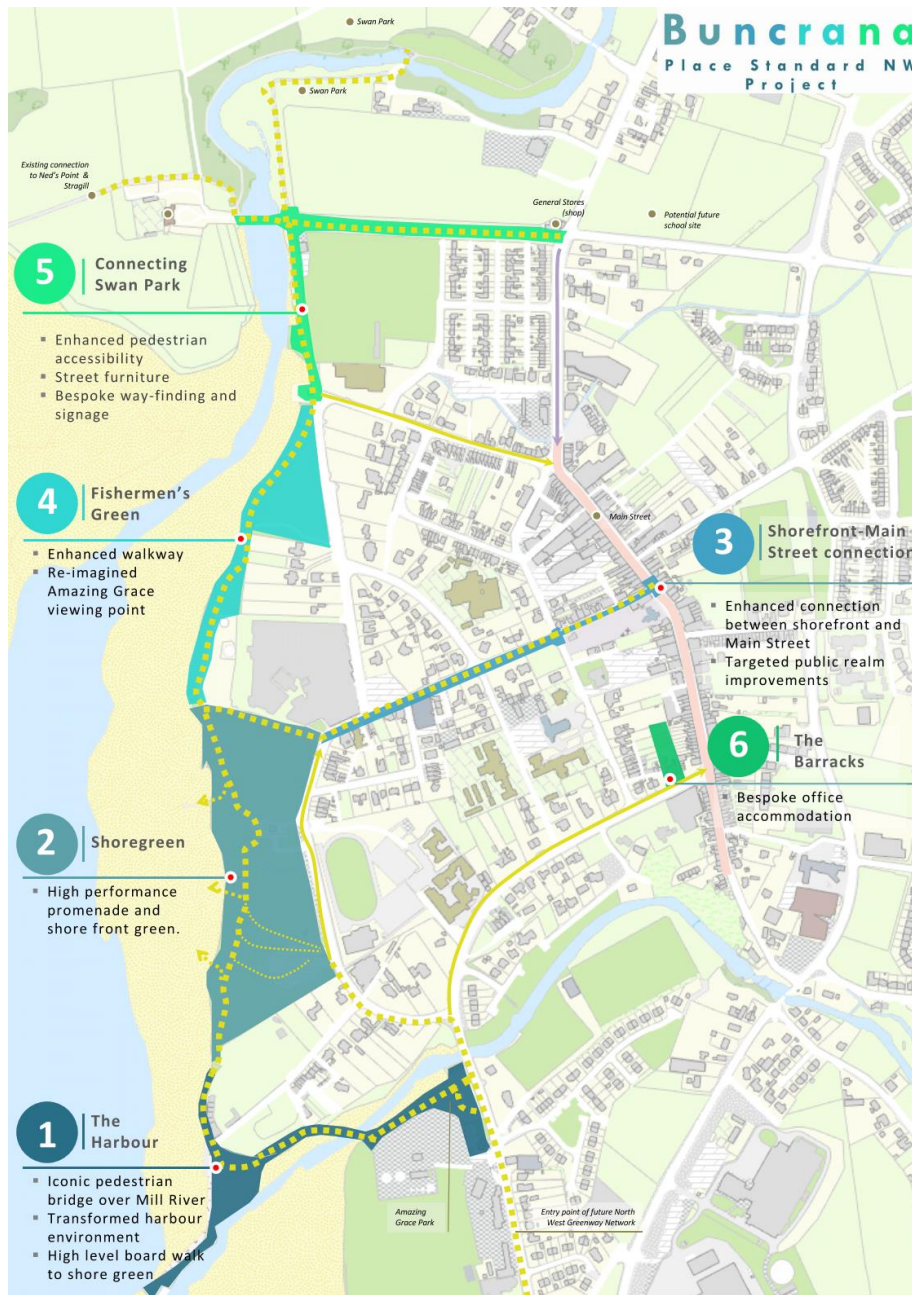 Buncrana
Place Standard NW
Project
Swan Park
Swan Park
Existing connection
to Ned's Point &
Stragill
General Stores
(shop)
Potential future
school site
5
Connecting
Swan Park
▪ Enhanced pedestrian
accessibility
▪ Street furniture
▪ Bespoke way-finding and
signage
4
Fishermen's
Green
▪ Enhanced walkway
▪ Re-imagined
Amazing Grace
viewing point
Main Street
3
Shorefront-Main
Street connection
▪ Enhanced connection
between shorefront and
Main Street
▪ Targeted public realm
improvements
6
The
Barracks
▪ Bespoke office
accommodation
2
Shoregreen
▪ High performance
promenade and
shore front green.
1
The
Harbour
▪ Iconic pedestrian
bridge over Mill River
▪ Transformed harbour
environment
▪ High level board walk
to shore green
Amazing
Grace Park
Entry point of future North
West Greenway Network